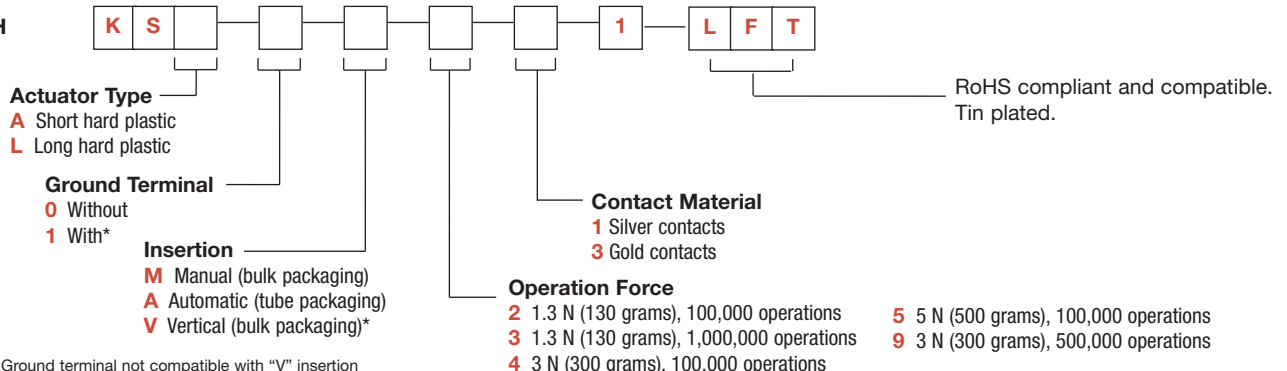 H
K S 1 L F T
RoHS compliant and compatible.
Tin plated.
Actuator Type
A Short hard plastic
L Long hard plastic
Ground Terminal
0 Without
1 With*
Insertion
M Manual (bulk packaging)
A Automatic (tube packaging)
V Vertical (bulk packaging)*
Ground terminal not compatible with “V” insertion
Contact Material
1 Silver contacts
3 Gold contacts
Operation Force
2 1.3 N (130 grams), 100,000 operations
3 1.3 N (130 grams), 1,000,000 operations
4 3 N (300 grams), 100,000 operations
5 5 N (500 grams), 100,000 operations
9 3 N (300 grams), 500,000 operations